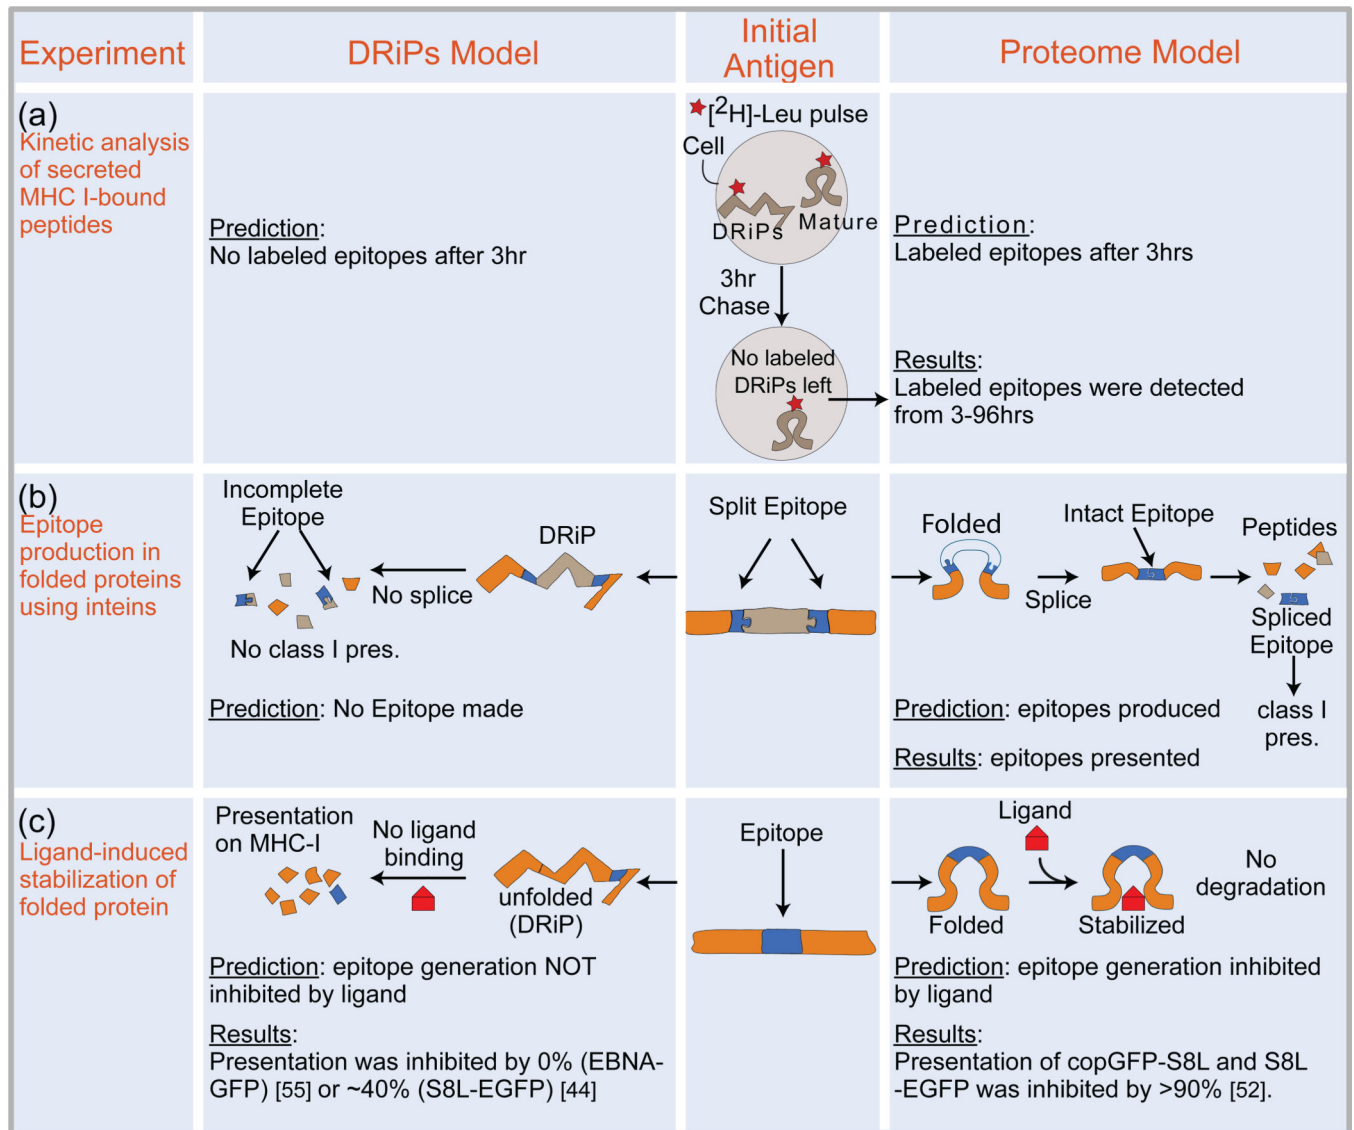 Experiment
DRiPs Model
Initial
Antigen
Proteome Model
(a)
Kinetic analysis
of secreted
MHC I-bound
peptides
Prediction:
No labeled epitopes after 3hr
[²H]-Leu pulse
Cell
DRiPs
Mature
3hr
Chase
No labeled
DRiPs left
Prediction:
Labeled epitopes after 3hrs
Results:
Labeled epitopes were detected
from 3-96hrs
(b)
Epitope
production in
folded proteins
using inteins
Incomplete
Epitope
DRiP
No splice
No class I pres.
Prediction: No Epitope made
Split Epitope
Folded
Splice
Intact Epitope
Peptides
Spliced
Epitope
class I
pres.
Prediction: epitopes produced
Results: epitopes presented
(c)
Ligand-induced
stabilization of
folded protein
Presentation
on MHC-I
No ligand
binding
unfolded
(DRiP)
Prediction: epitope generation NOT
inhibited by ligand
Results:
Presentation was inhibited by 0% (EBNA-
GFP) [55] or ~40% (S8L-EGFP) [44]
Epitope
Ligand
Folded
Stabilized
No
degradation
Prediction: epitope generation inhibited
by ligand
Results:
Presentation of copGFP-S8L and S8L
-EGFP was inhibited by >90% [52].